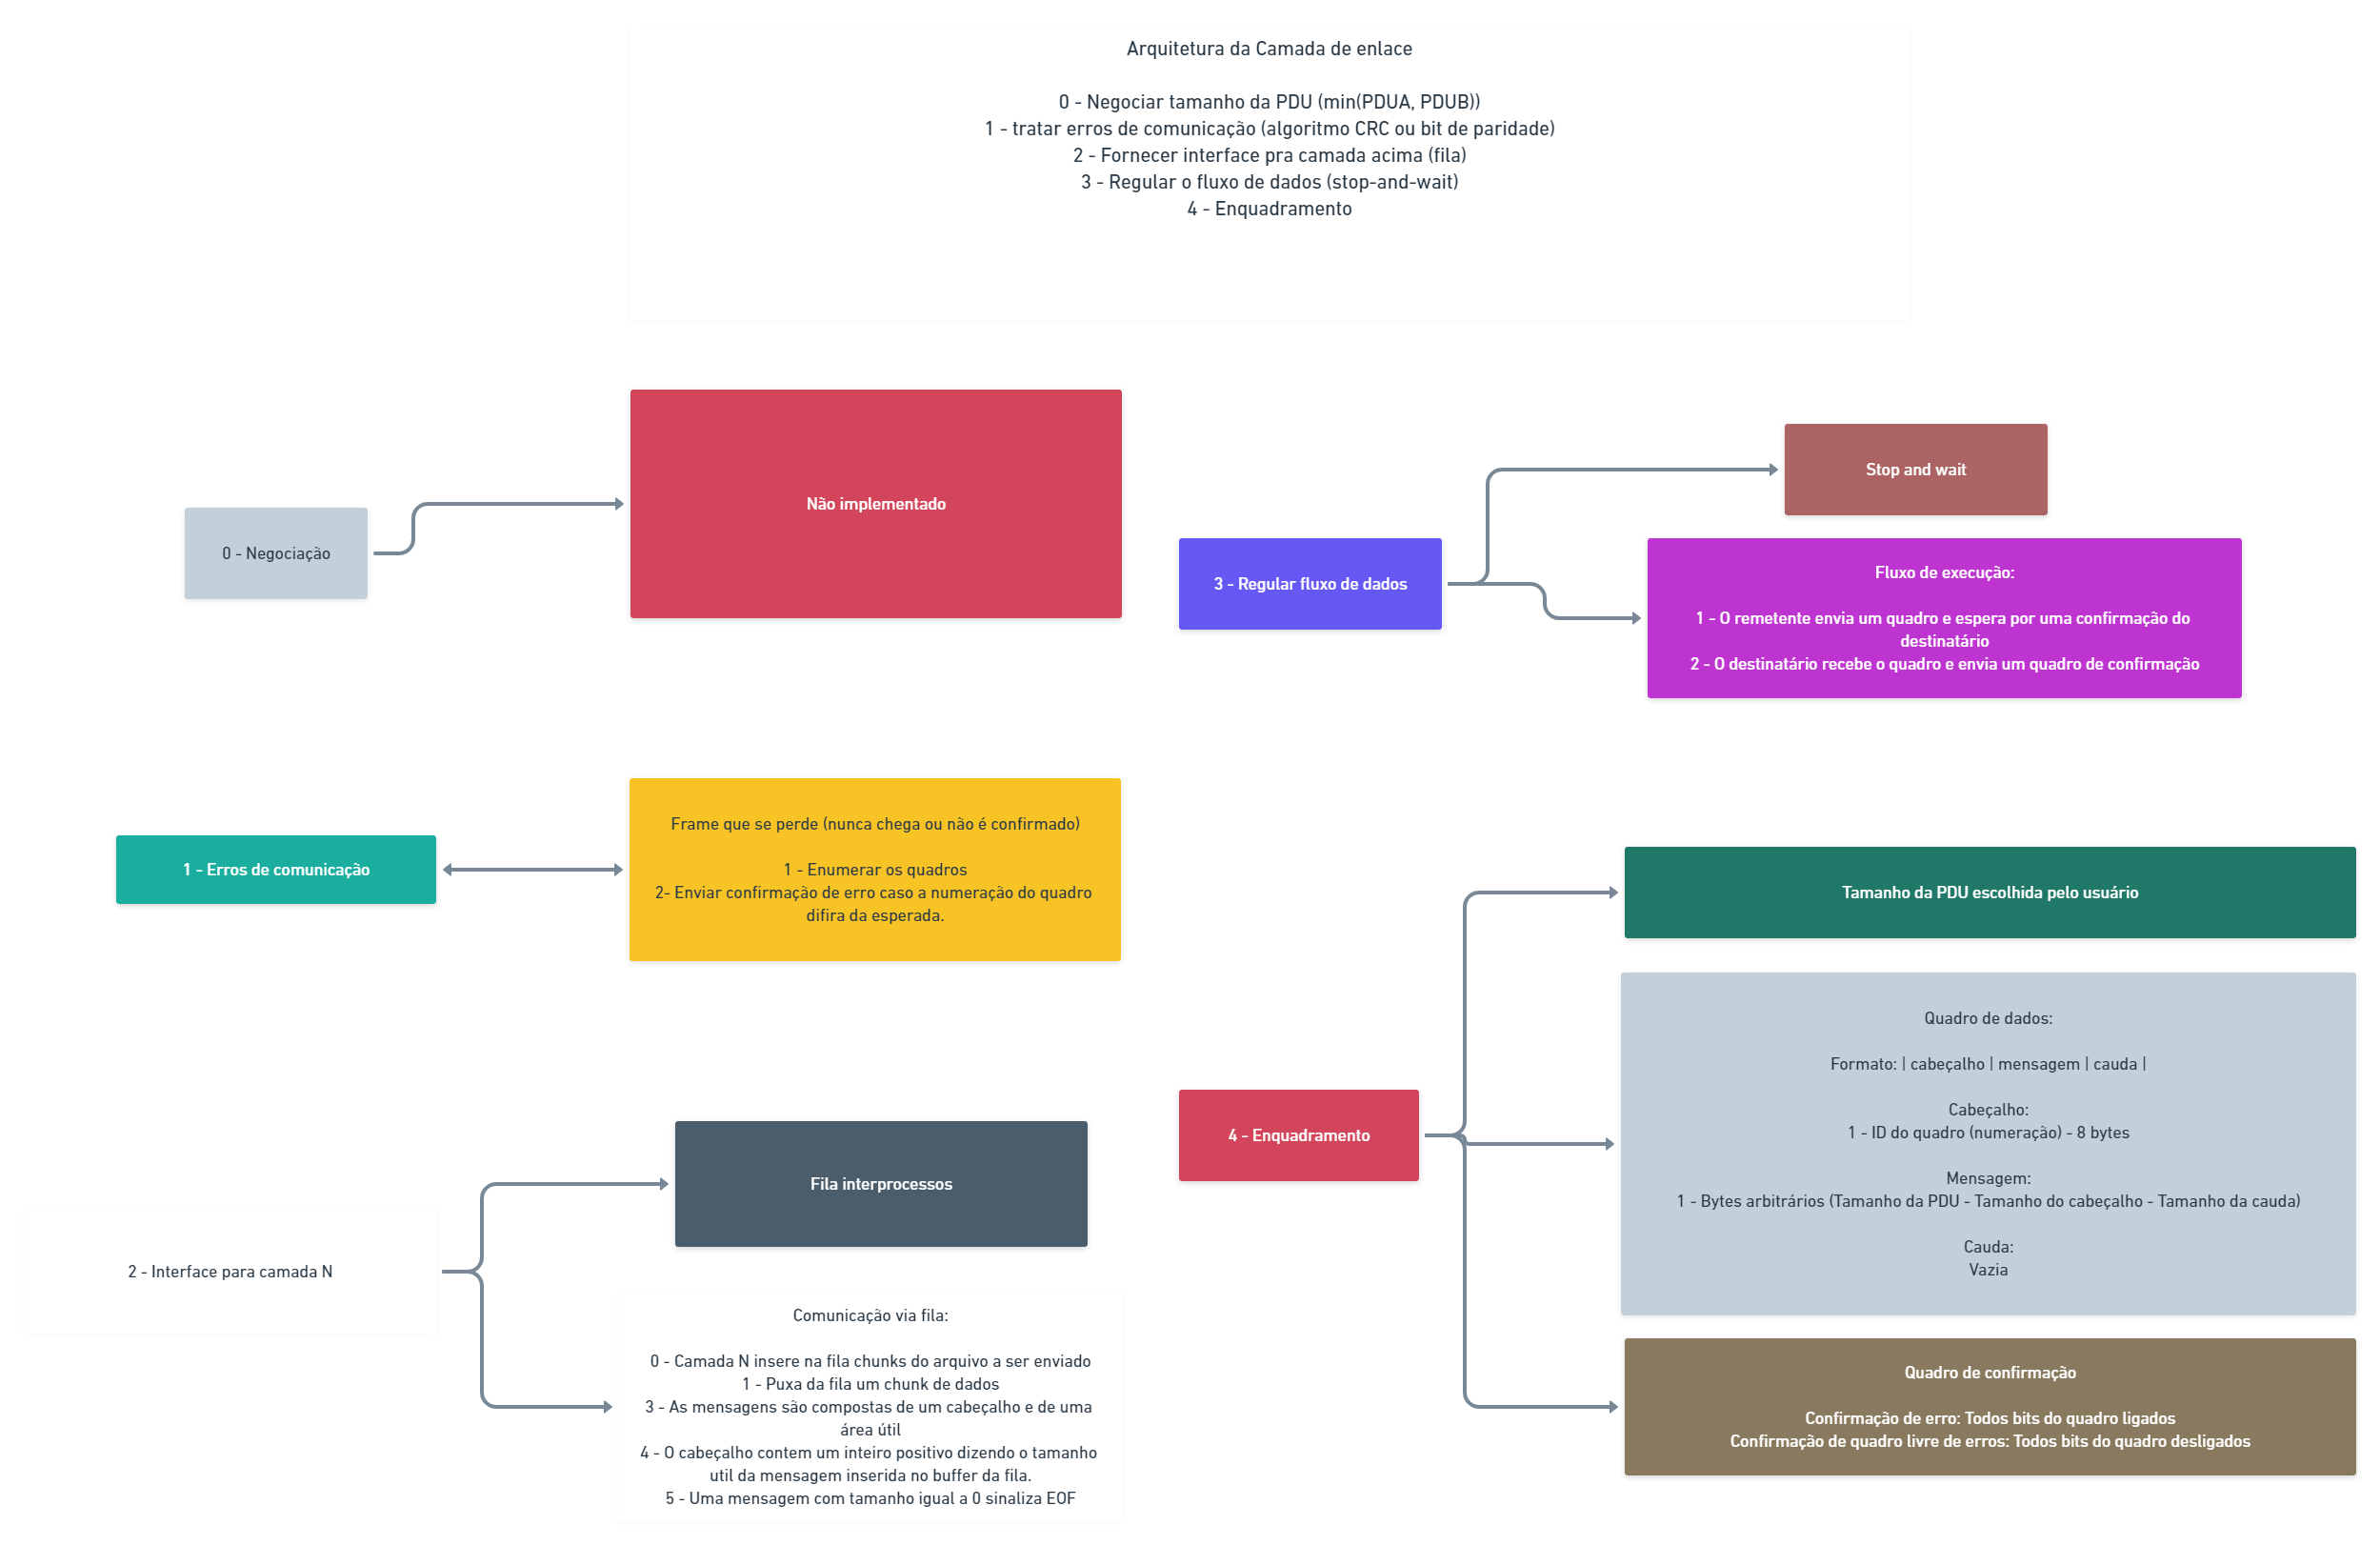 Arquitetura da Camada de enlace
0 - Negociar tamanho da PDU (min(PDUA, PDUB))
1 - tratar erros de comunicação (algoritmo CRC ou bit de paridade)
2 - Fornecer interface pra camada acima (fila)
3 - Regular o fluxo de dados (stop-and-wait)
4 - Enquadramento
0 - Negociação
Não implementado
1 - Erros de comunicação
Frame que se perde (nunca chega ou não é confirmado)
1 - Enumerar os quadros
2- Enviar confirmação de erro caso a numeração do quadro
difira da esperada.
2 - Interface para camada N
Fila interprocessos
Comunicação via fila:
0 - Camada N insere na fila chunks do arquivo a ser enviado
1 - Puxa da fila um chunk de dados
3 - As mensagens são compostas de um cabeçalho e de uma
área útil
4 - O cabeçalho contem um inteiro positivo dizendo o tamanho
util da mensagem inserida no buffer da fila.
5 - Uma mensagem com tamanho igual a 0 sinaliza EOF
3 - Regular fluxo de dados
Stop and wait
Fluxo de execução:
1 - O remetente envia um quadro e espera por uma confirmação do
destinatário
2 - O destinatário recebe o quadro e envia um quadro de confirmação
4 - Enquadramento
Tamanho da PDU escolhida pelo usuário
Quadro de dados:
Formato: | cabeçalho | mensagem | cauda |
Cabeçalho:
1 - ID do quadro (numeração) - 8 bytes
Mensagem:
1 - Bytes arbitrários (Tamanho da PDU - Tamanho do cabeçalho - Tamanho da cauda)
Cauda:
Vazia
Quadro de confirmação
Confirmação de erro: Todos bits do quadro ligados
Confirmação de quadro livre de erros: Todos bits do quadro desligados